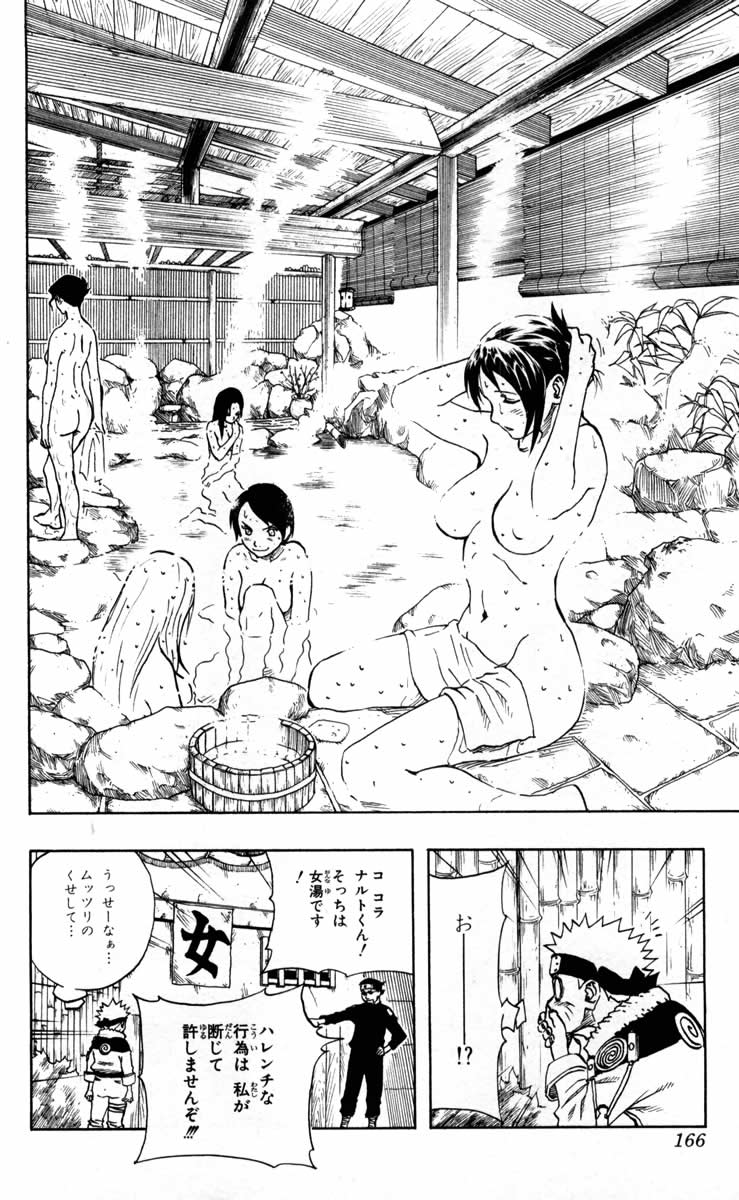 お――!?
コ コラ
ナルトくん！
そっちは
女湯です
！
ハレンチな
行為は 私が
断じて
許しませんぞ!!!
女
うっせーなぁ…
ムッツリの
くせして…
166